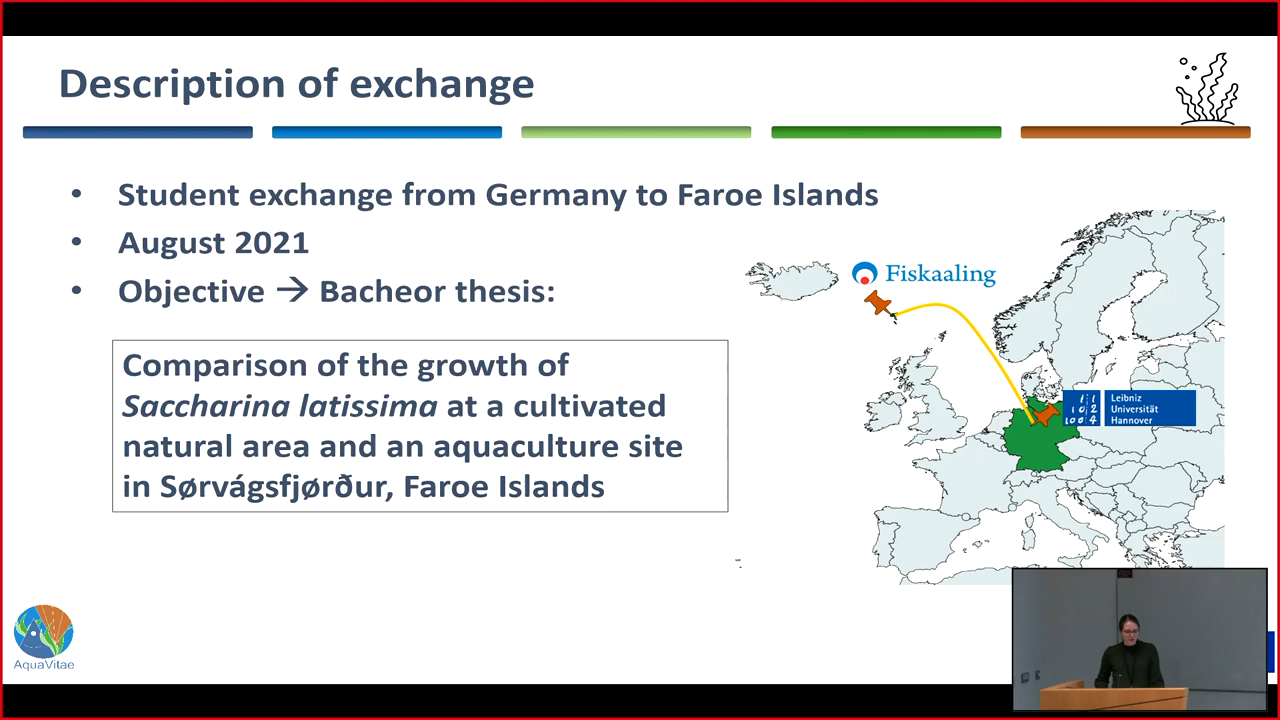 Description of exchange
• Student exchange from Germany to Faroe Islands
• August 2021
• Objective → Bacheor thesis:
Comparison of the growth of
Saccharina latissima at a cultivated
natural area and an aquaculture site
in Sørvágsfjørður, Faroe Islands
Fiskaaling
Leibniz
Universität
Hannover
AquaVitae